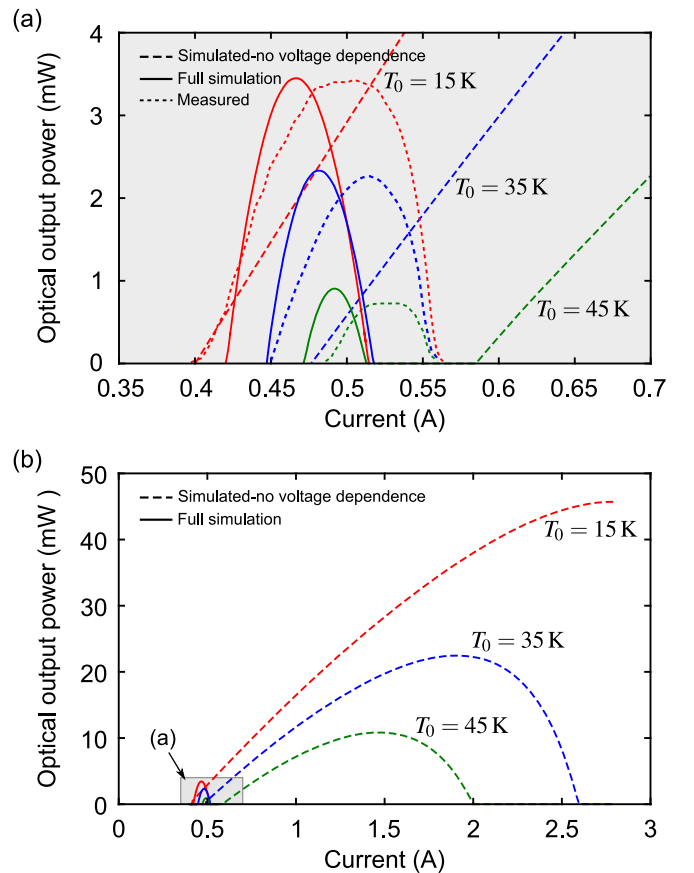 (a)
Optical output power (mW)
4
3
2
1
0
Simulated-no voltage dependence
Full simulation
Measured
T₀ = 15 K
T₀ = 35 K
T₀ = 45 K
0.35 0.4 0.45 0.5 0.55 0.6 0.65 0.7
Current (A)
(b)
Optical output power (mW )
50
40
30
20
10
0
Simulated-no voltage dependence
Full simulation
T₀ = 15 K
T₀ = 35 K
T₀ = 45 K
(a)
0 0.5 1 1.5 2 2.5 3
Current (A)